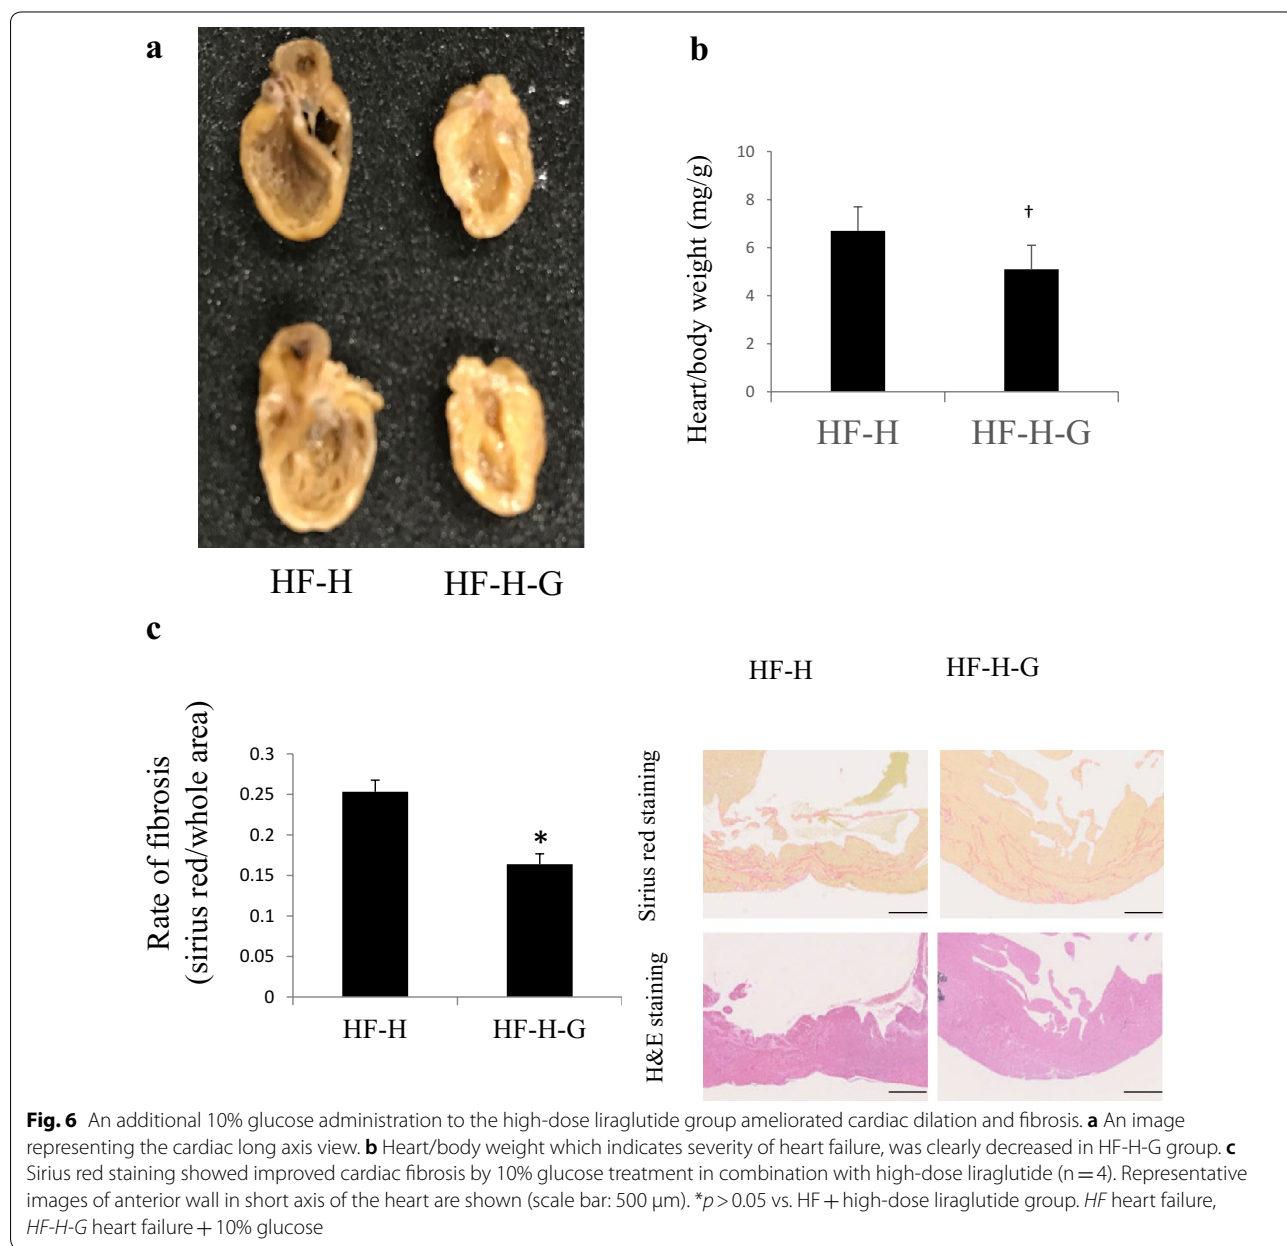 a
HF-H HF-H-G
b
Heart/body weight (mg/g)
10
8
6
4
2
0
†
HF-H HF-H-G
c
Rate of fibrosis
(sirius red/whole area)
0.3
0.25
0.2
0.15
0.1
0.05
0
*
HF-H HF-H-G
HF-H HF-H-G
Sirius red staining
H&E staining
Fig. 6 An additional 10% glucose administration to the high-dose liraglutide group ameliorated cardiac dilation and fibrosis. a An image
representing the cardiac long axis view. b Heart/body weight which indicates severity of heart failure, was clearly decreased in HF-H-G group. c
Sirius red staining showed improved cardiac fibrosis by 10% glucose treatment in combination with high-dose liraglutide (n = 4). Representative
images of anterior wall in short axis of the heart are shown (scale bar: 500 μm). *p > 0.05 vs. HF + high-dose liraglutide group. HF heart failure,
HF-H-G heart failure + 10% glucose